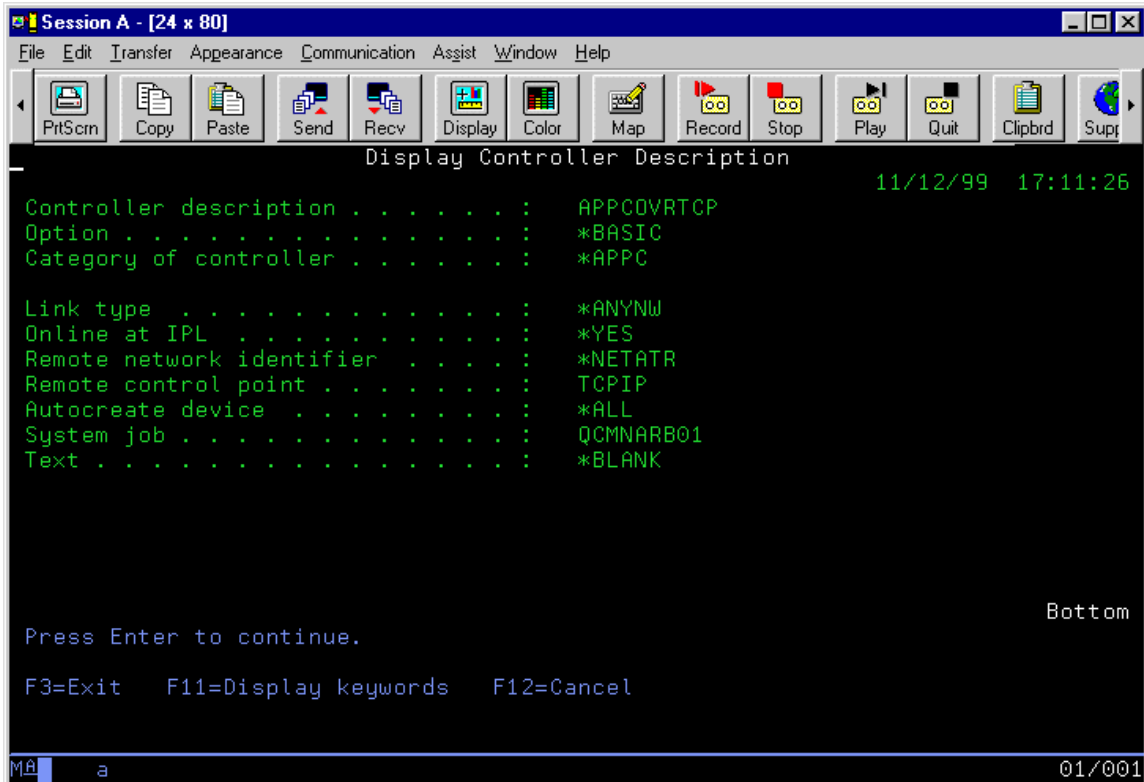 Session A - [24 x 80]
File Edit Transfer Appearance Communication Assist Window Help
PrtScrn Copy Paste Send Recv Display Color Map Record Stop Play Quit Clipbrd Supp
Display Controller Description
11/12/99 17:11:26
Controller description . . . . . . : APPCOVRTCP
Option . . . . . . . . . . . . . . : *BASIC
Category of controller . . . . . . : *APPC
Link type . . . . . . . . . . . . : *ANYNW
Online at IPL . . . . . . . . . . : *YES
Remote network identifier . . . . : *NETATR
Remote control point . . . . . . . : TCPIP
Autocreate device . . . . . . . . : *ALL
System job . . . . . . . . . . . . : QCMNARB01
Text . . . . . . . . . . . . . . . : *BLANK
Bottom
Press Enter to continue.
F3=Exit F11=Display keywords F12=Cancel
MA a 01/001